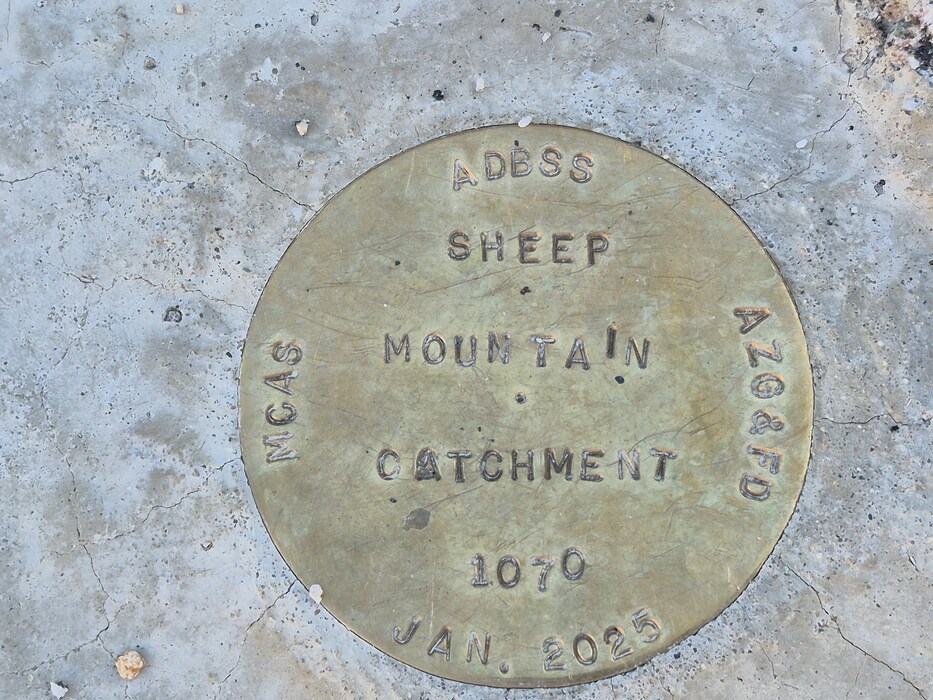 ADBSS
SHEEP
MOUNTAIN
CATCHMENT
1070
JAN. 2025
MCAS
AZG&FD